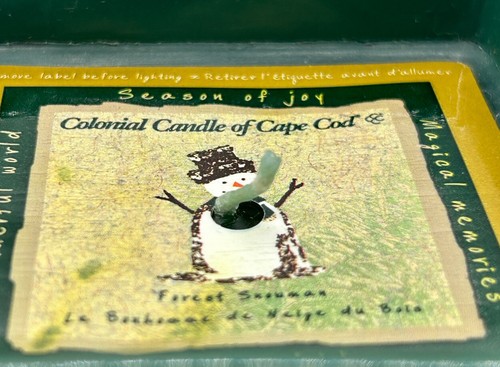 more label before lighting Retirer l'étiquette avant d'allumer
Season of joy
Colonial Candle of Cape Cod
Magical memories
Forest Snowman
Le Bonhomme de Neige du Bois